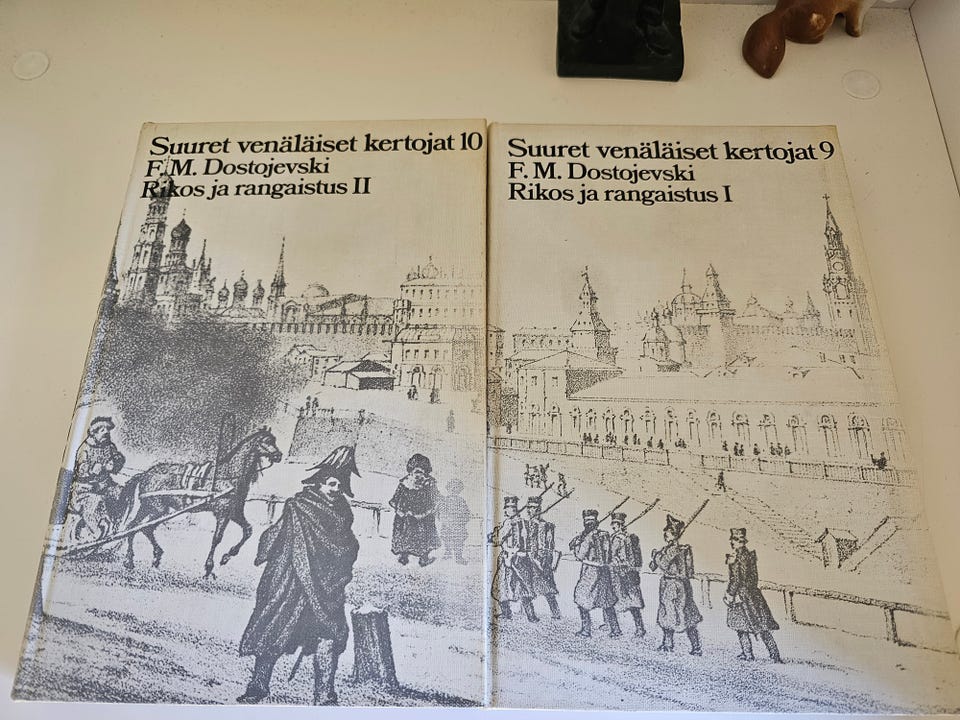 Suuret venäläiset kertojat 10
F. M. Dostojevski
Rikos ja rangaistus II
Suuret venäläiset kertojat 9
F. M. Dostojevski
Rikos ja rangaistus I